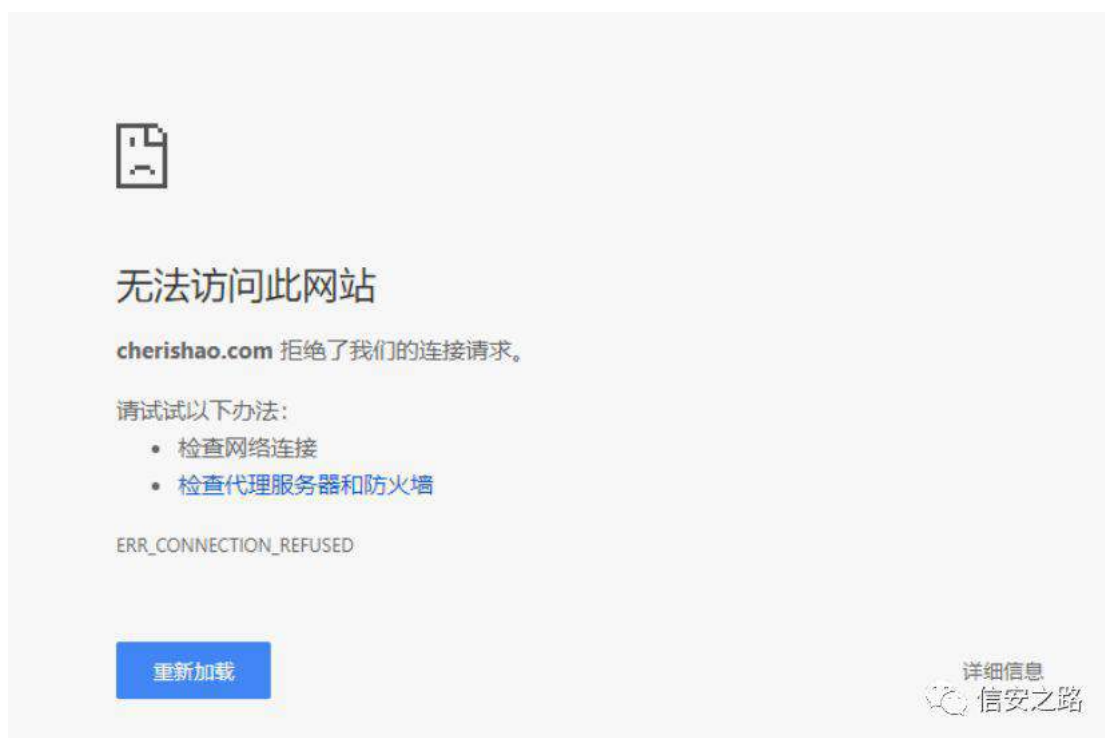 无法访问此网站
cherishao.com 拒绝了我们的连接请求。
请试试以下办法：
• 检查网络连接
• 检查代理服务器和防火墙
ERR_CONNECTION_REFUSED
重新加载
详细信息
信安之路